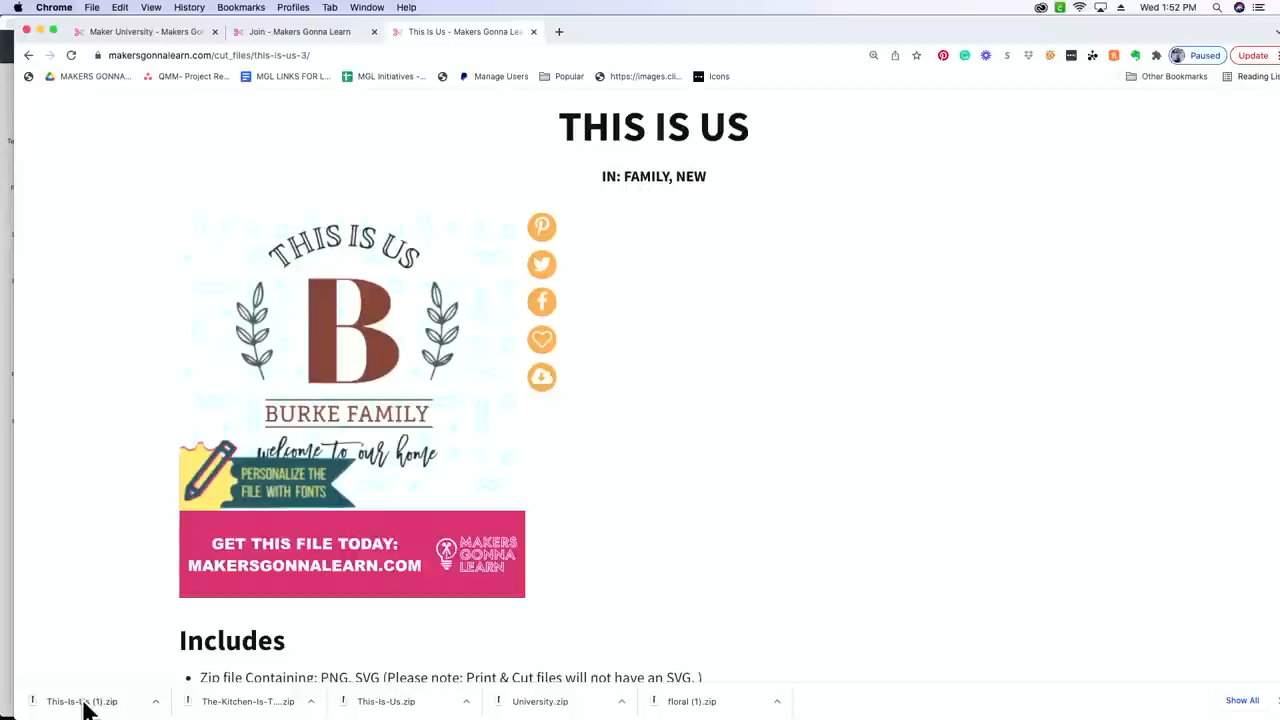 Chrome File Edit View History Bookmarks Profiles Tab Window Help Wed 1:52 PM
Maker University - Makers Go Join - Makers Gonna Learn This Is Us - Makers Gonna Lea
makersgonnalearn.com/cut_files/this-is-us-3/ Paused Update
MAKERS GONNA... QMM- Project Re... MGL LINKS FOR L... MGL Initiatives -... Manage Users Popular https://images.cli... Icons Other Bookmarks Reading Lis
THIS IS US
IN: FAMILY, NEW
THIS IS US
B
BURKE FAMILY
welcome to our home
PERSONALIZE THE
FILE WITH FONTS
GET THIS FILE TODAY:
MAKERSGONNALEARN.COM
MAKERS
GONNA
LEARN
Includes
• Zip file Containing: PNG, SVG (Please note: Print & Cut files will not have an SVG. )
This-Is-Us (1).zip The-Kitchen-Is-T....zip This-Is-Us.zip University.zip floral (1).zip Show All